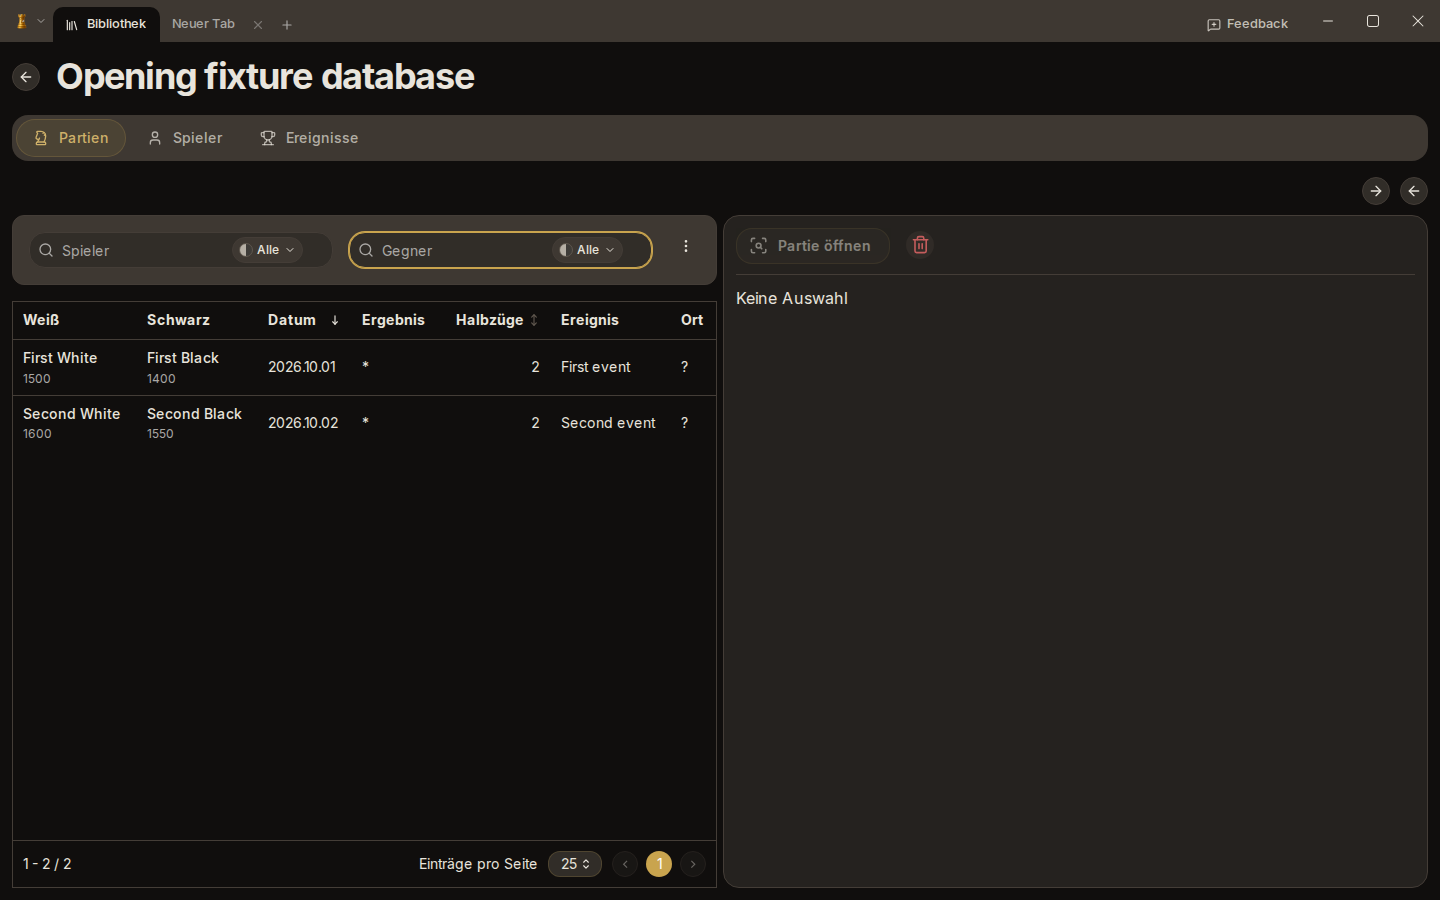 Bibliothek
Neuer Tab
Feedback
Opening fixture database
Partien
Spieler
Ereignisse
Spieler
Alle
Gegner
Alle
Partie öffnen
Keine Auswahl
Weiß Schwarz Datum Ergebnis Halbzüge Ereignis Ort
First White First Black 2026.10.01 * 2 First event ?
1500 1400
Second White Second Black 2026.10.02 * 2 Second event ?
1600 1550
1 - 2 / 2
Einträge pro Seite 25 1